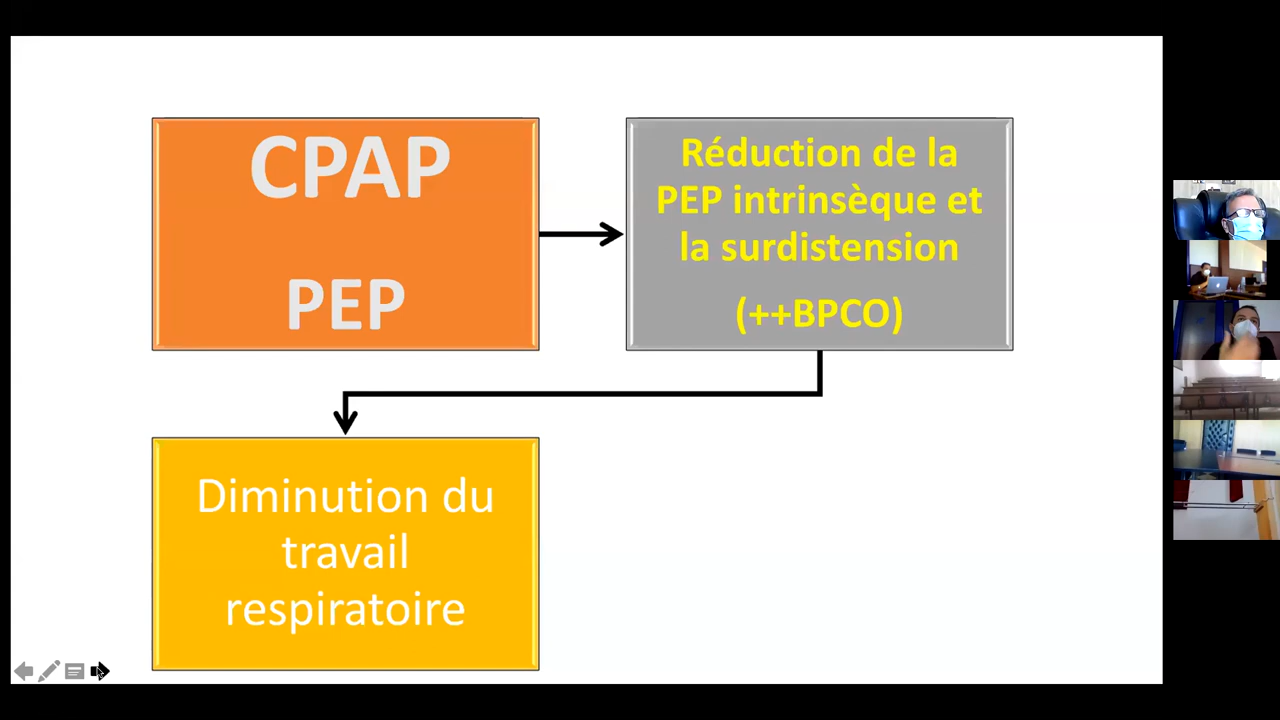 CPAP
PEP
Réduction de la
PEP intrinsèque et
la surdistension
(++BPCO)
Diminution du
travail
respiratoire